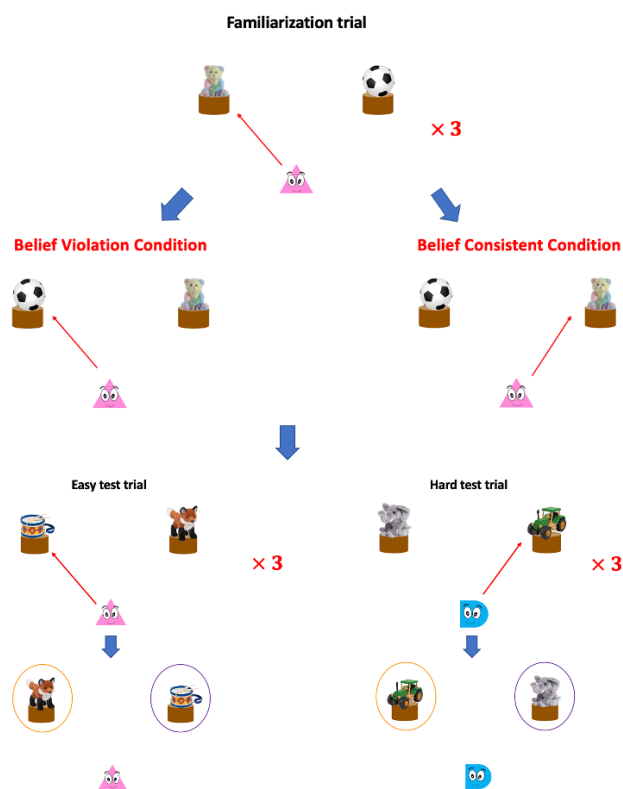 Familiarization trial
× 3
Belief Violation Condition
Belief Consistent Condition
Easy test trial
Hard test trial
× 3
× 3